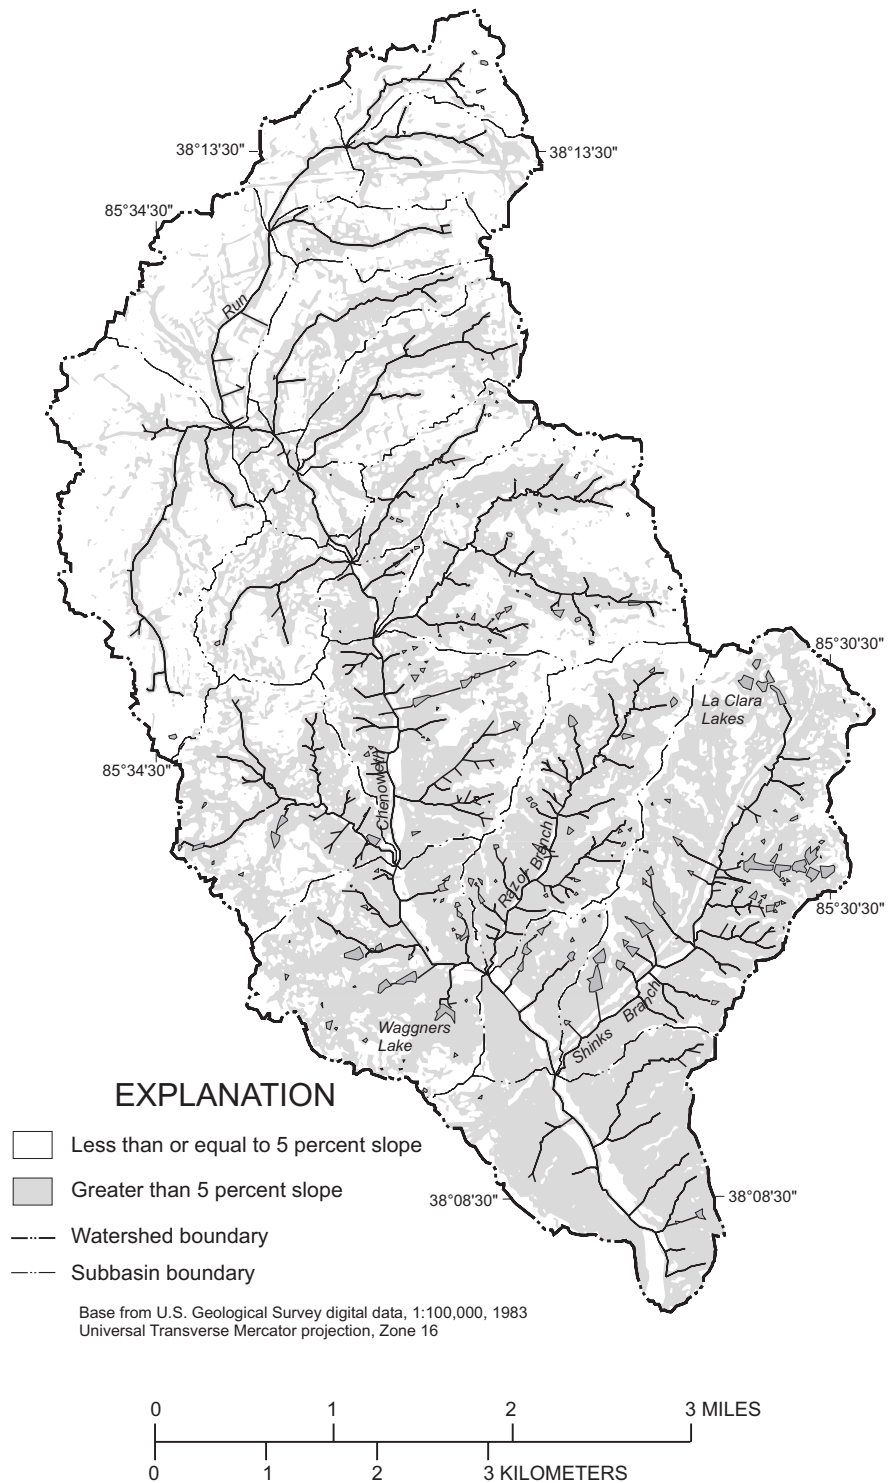 38°13'30"
38°13'30"
85°34'30"
Run
85°30'30"
La Clara
Lakes
85°34'30"
Chenoweth
Razor Branch
85°30'30"
Waggners
Lake
Shinks Branch
EXPLANATION
Less than or equal to 5 percent slope
Greater than 5 percent slope
38°08'30"
38°08'30"
Watershed boundary
Subbasin boundary
Base from U.S. Geological Survey digital data, 1:100,000, 1983
Universal Transverse Mercator projection, Zone 16
0 1 2 3 MILES
0 1 2 3 KILOMETERS